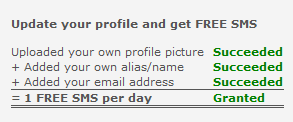 Update your profile and get FREE SMS
Uploaded your own profile picture Succeeded
+ Added your own alias/name Succeeded
+ Added your email address Succeeded
= 1 FREE SMS per day Granted